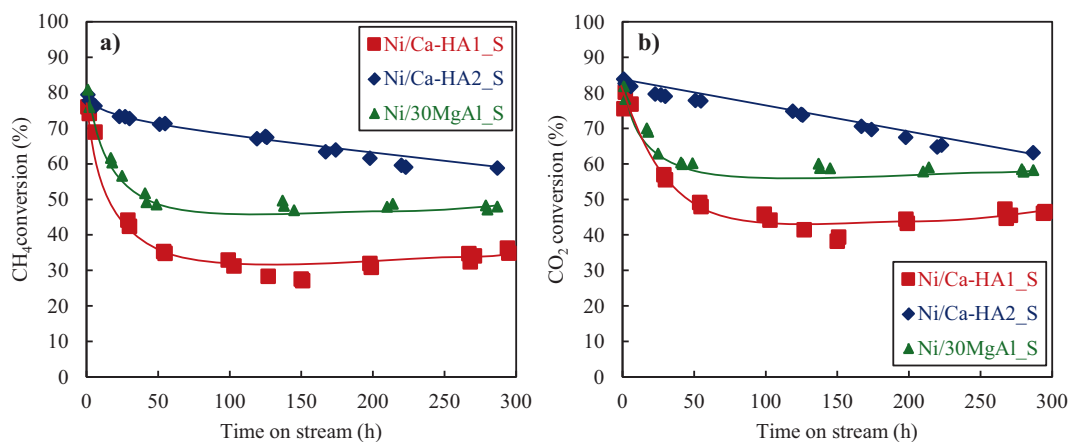 a)
Ni/Ca-HA1_S
Ni/Ca-HA2_S
Ni/30MgAl_S
CH₄conversion (%)
100
90
80
70
60
50
40
30
20
10
0
0 50 100 150 200 250 300
Time on stream (h)
b)
CO₂ conversion (%)
100
90
80
70
60
50
40
30
20
10
0
Ni/Ca-HA1_S
Ni/Ca-HA2_S
Ni/30MgAl_S
0 50 100 150 200 250 300
Time on stream (h)